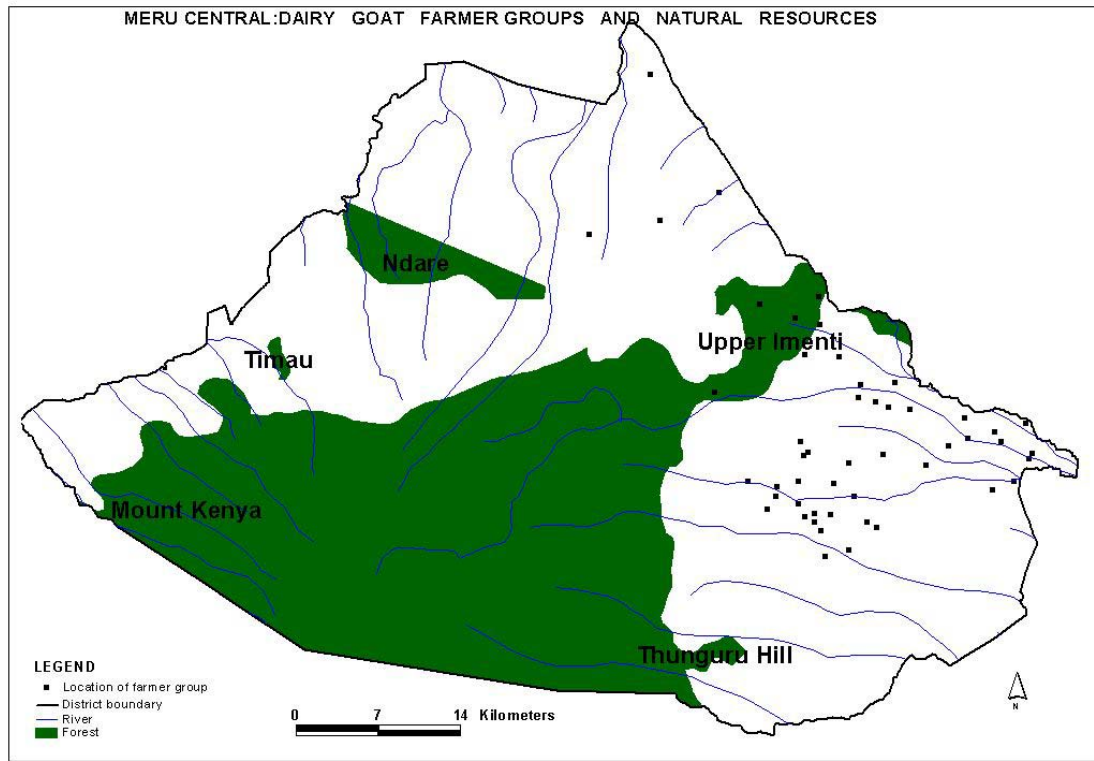 MERU CENTRAL:DAIRY GOAT FARMER GROUPS AND NATURAL RESOURCES
Ndare
Upper Imenti
Timau
Mount Kenya
Thunguru Hill
LEGEND
Location of farmer group
District boundary
River
Forest
0 7 14 Kilometers
N